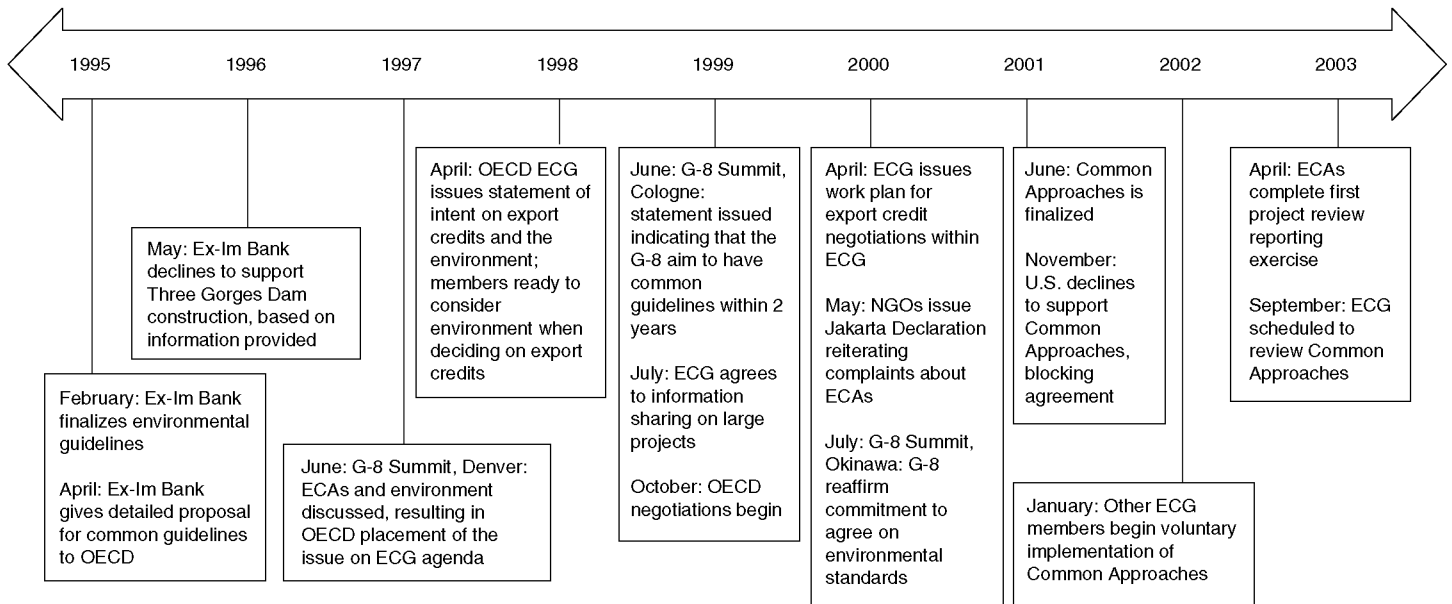 1995 1996 1997 1998 1999 2000 2001 2002 2003
February: Ex-Im Bank
finalizes environmental
guidelines
April: Ex-Im Bank
gives detailed proposal
for common guidelines
to OECD
May: Ex-Im Bank
declines to support
Three Gorges Dam
construction, based on
information provided
June: G-8 Summit, Denver:
ECAs and environment
discussed, resulting in
OECD placement of the
issue on ECG agenda
April: OECD ECG
issues statement of
intent on export
credits and the
environment;
members ready to
consider
environment when
deciding on export
credits
June: G-8 Summit,
Cologne:
statement issued
indicating that the
G-8 aim to have
common
guidelines within 2
years
July: ECG agrees
to information
sharing on large
projects
October: OECD
negotiations begin
April: ECG issues
work plan for
export credit
negotiations within
ECG
May: NGOs issue
Jakarta Declaration
reiterating
complaints about
ECAs
July: G-8 Summit,
Okinawa: G-8
reaffirm
commitment to
agree on
environmental
standards
June: Common
Approaches is
finalized
November:
U.S. declines
to support
Common
Approaches,
blocking
agreement
January: Other ECG
members begin voluntary
implementation of
Common Approaches
April: ECAs
complete first
project review
reporting
exercise
September: ECG
scheduled to
review Common
Approaches